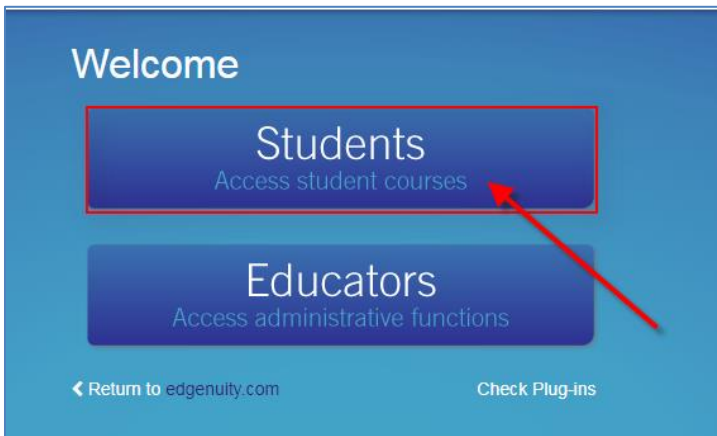 Welcome
Students
Access student courses
Educators
Access administrative functions
Return to edgenuity.com
Check Plug-ins